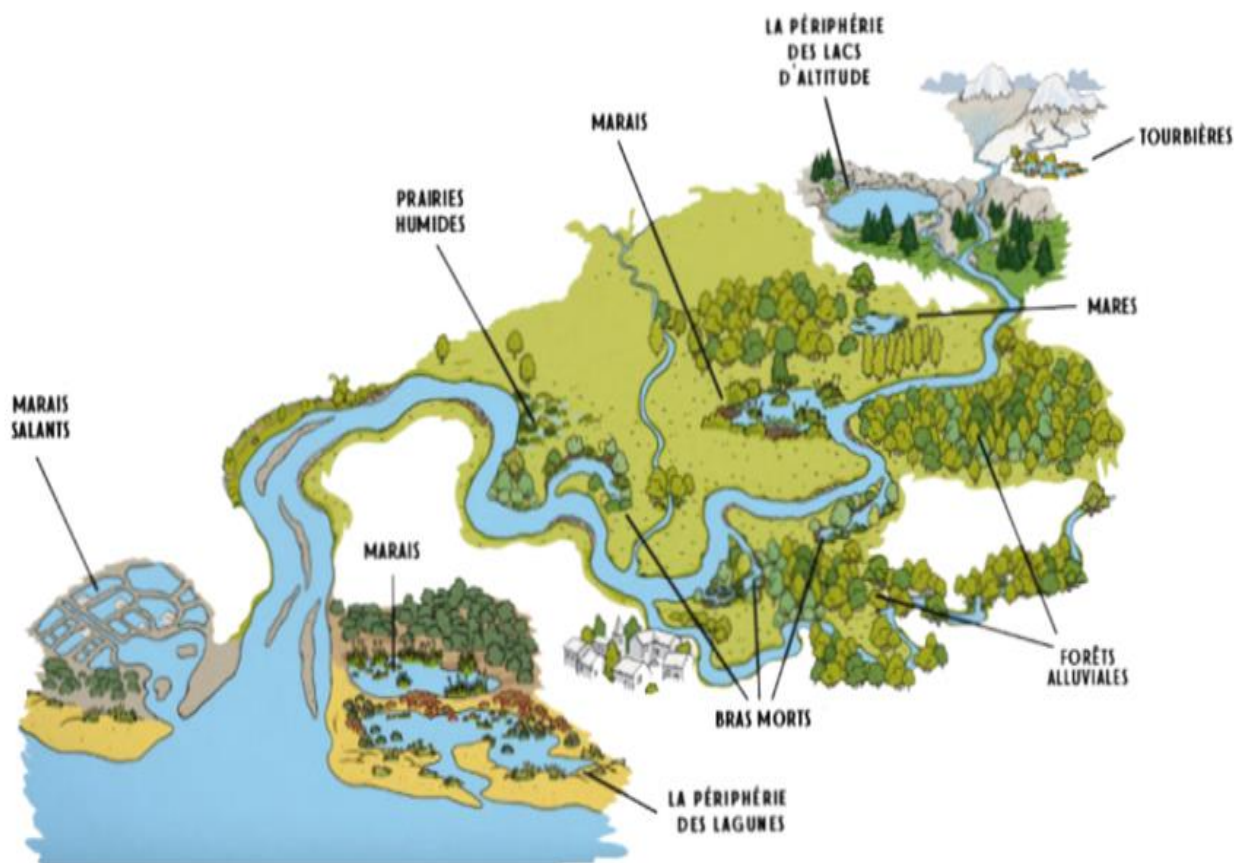 LA PÉRIPHÉRIE
DES LACS
D'ALTITUDE
TOURBIÈRES
MARAIS
PRAIRIES
HUMIDES
MARES
MARAIS
SALANTS
MARAIS
FORÊTS
ALLUVIALES
BRAS MORTS
LA PÉRIPHÉRIE
DES LAGUNES